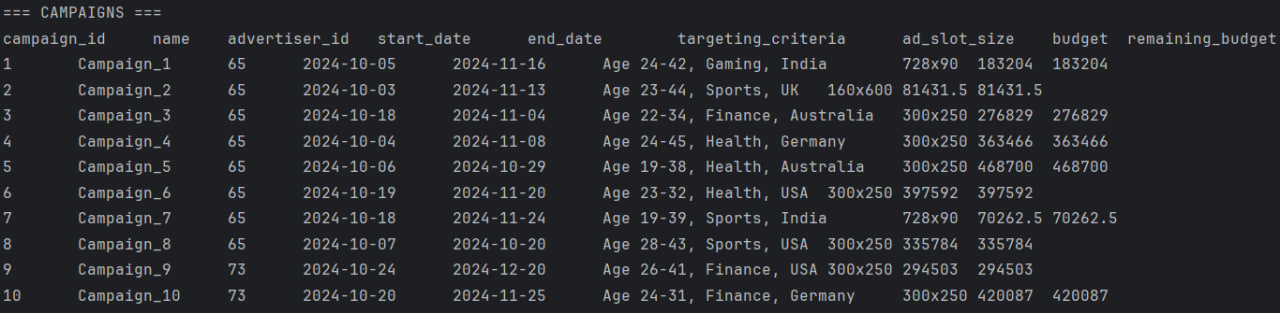 === CAMPAIGNS ===
campaign_id name advertiser_id start_date end_date targeting_criteria ad_slot_size budget remaining_budget
1 Campaign_1 65 2024-10-05 2024-11-16 Age 24-42, Gaming, India 728x90 183204 183204
2 Campaign_2 65 2024-10-03 2024-11-13 Age 23-44, Sports, UK 160x600 81431.5 81431.5
3 Campaign_3 65 2024-10-18 2024-11-04 Age 22-34, Finance, Australia 300x250 276829 276829
4 Campaign_4 65 2024-10-04 2024-11-08 Age 24-45, Health, Germany 300x250 363466 363466
5 Campaign_5 65 2024-10-06 2024-10-29 Age 19-38, Health, Australia 300x250 468700 468700
6 Campaign_6 65 2024-10-19 2024-11-20 Age 23-32, Health, USA 300x250 397592 397592
7 Campaign_7 65 2024-10-18 2024-11-24 Age 19-39, Sports, India 728x90 70262.5 70262.5
8 Campaign_8 65 2024-10-07 2024-10-20 Age 28-43, Sports, USA 300x250 335784 335784
9 Campaign_9 73 2024-10-24 2024-12-20 Age 26-41, Finance, USA 300x250 294503 294503
10 Campaign_10 73 2024-10-20 2024-11-25 Age 24-31, Finance, Germany 300x250 420087 420087